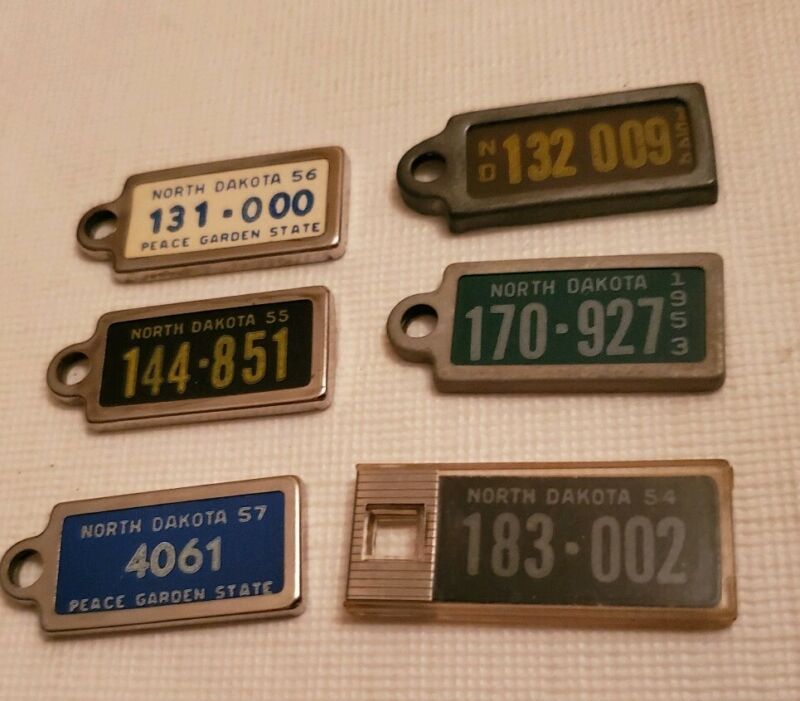 NORTH DAKOTA 56
131·000
PEACE GARDEN STATE
ND 132 009
NORTH DAKOTA 55
144·851
NORTH DAKOTA 1953
170·927
NORTH DAKOTA 57
4061
PEACE GARDEN STATE
NORTH DAKOTA 54
183·002